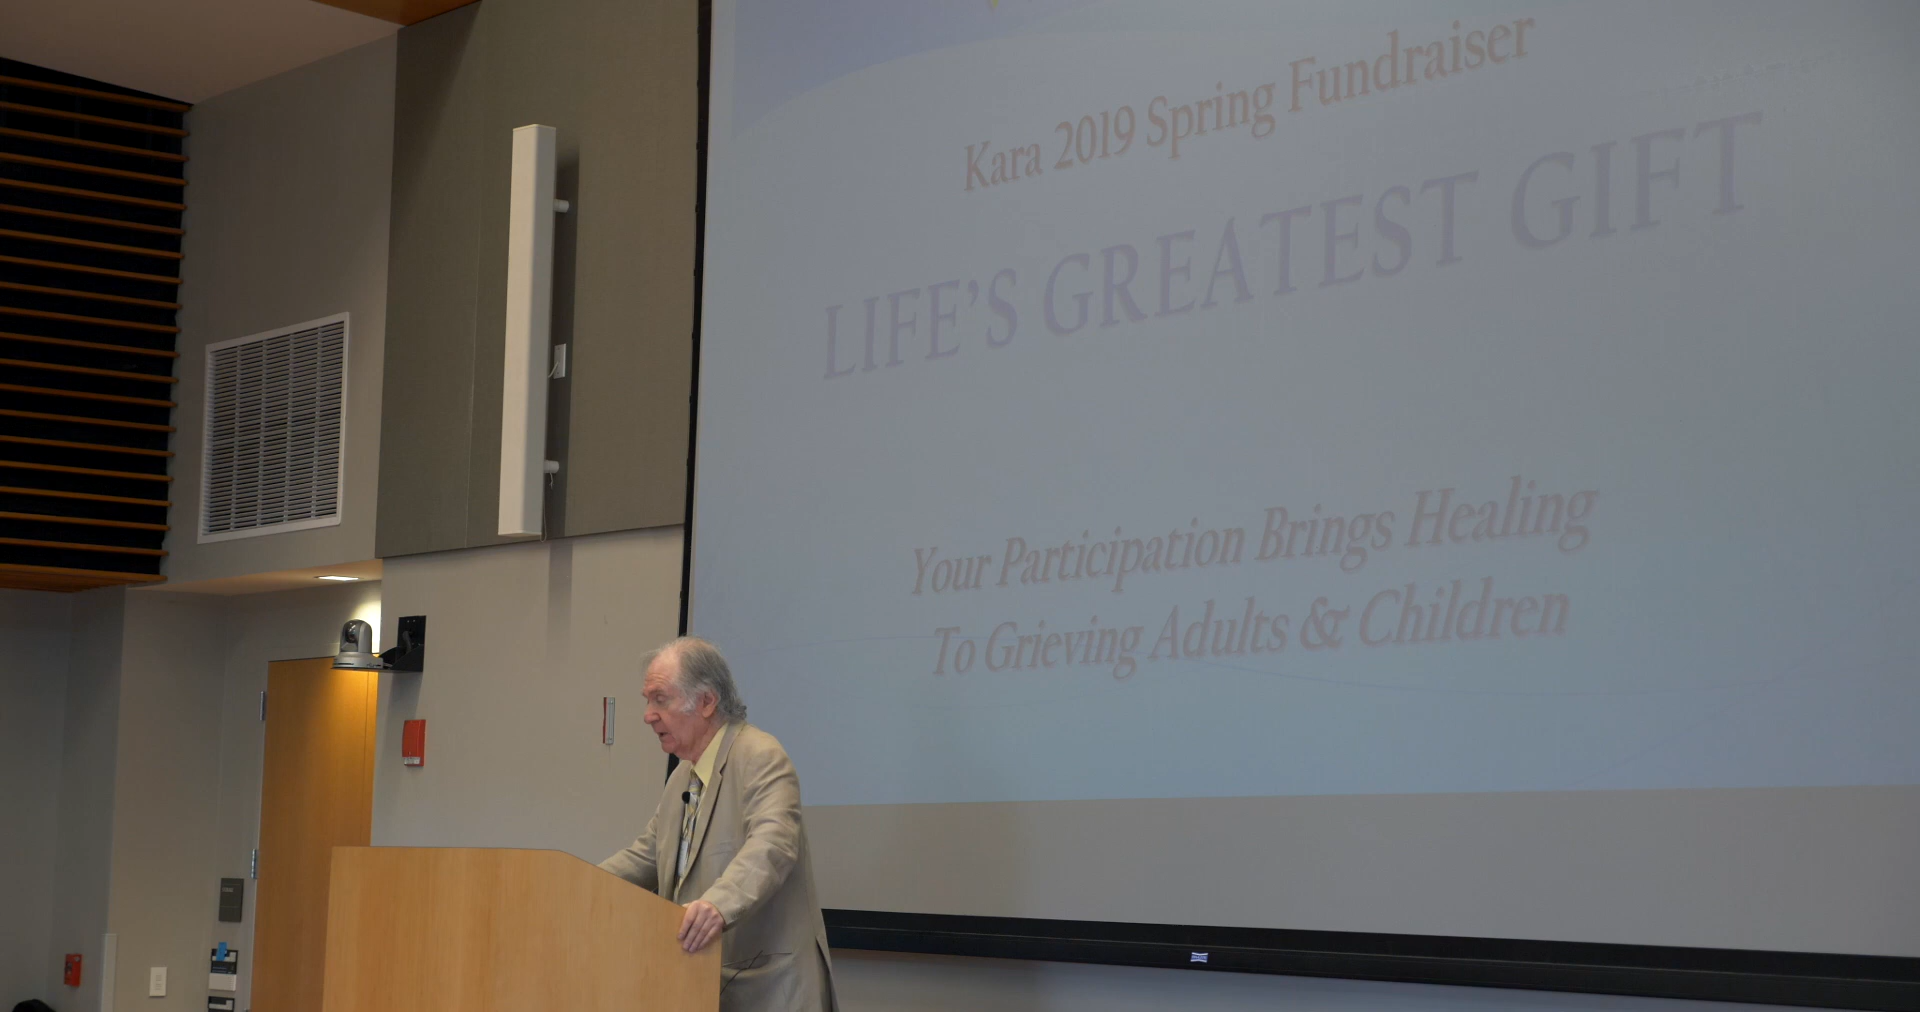 Kara 2019 Spring Fundraiser
LIFE'S GREATEST GIFT
Your Participation Brings Healing
To Grieving Adults & Children